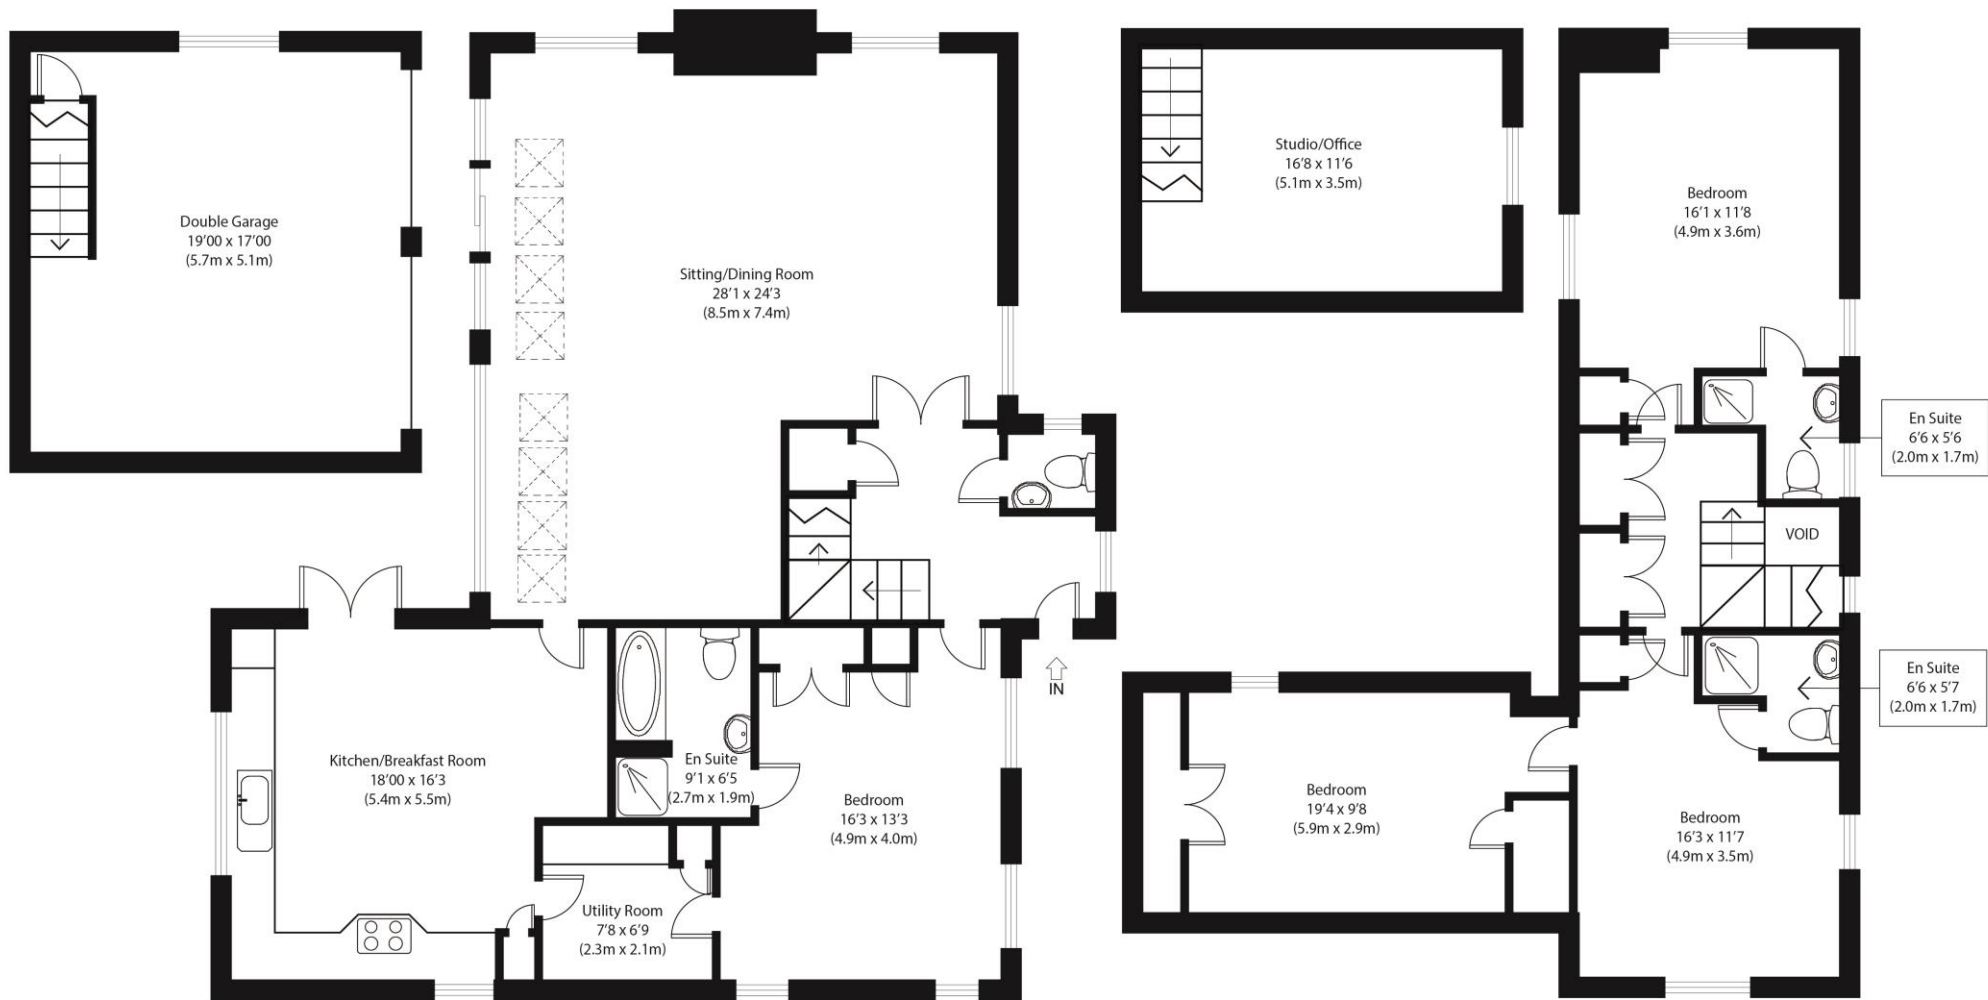 Double Garage
19'00 x 17'00
(5.7m x 5.1m)
Sitting/Dining Room
28'1 x 24'3
(8.5m x 7.4m)
IN
Kitchen/Breakfast Room
18'00 x 16'3
(5.4m x 5.5m)
En Suite
9'1 x 6'5
(2.7m x 1.9m)
Bedroom
16'3 x 13'3
(4.9m x 4.0m)
Utility Room
7'8 x 6'9
(2.3m x 2.1m)
Studio/Office
16'8 x 11'6
(5.1m x 3.5m)
Bedroom
16'1 x 11'8
(4.9m x 3.6m)
En Suite
6'6 x 5'6
(2.0m x 1.7m)
VOID
En Suite
6'6 x 5'7
(2.0m x 1.7m)
Bedroom
19'4 x 9'8
(5.9m x 2.9m)
Bedroom
16'3 x 11'7
(4.9m x 3.5m)